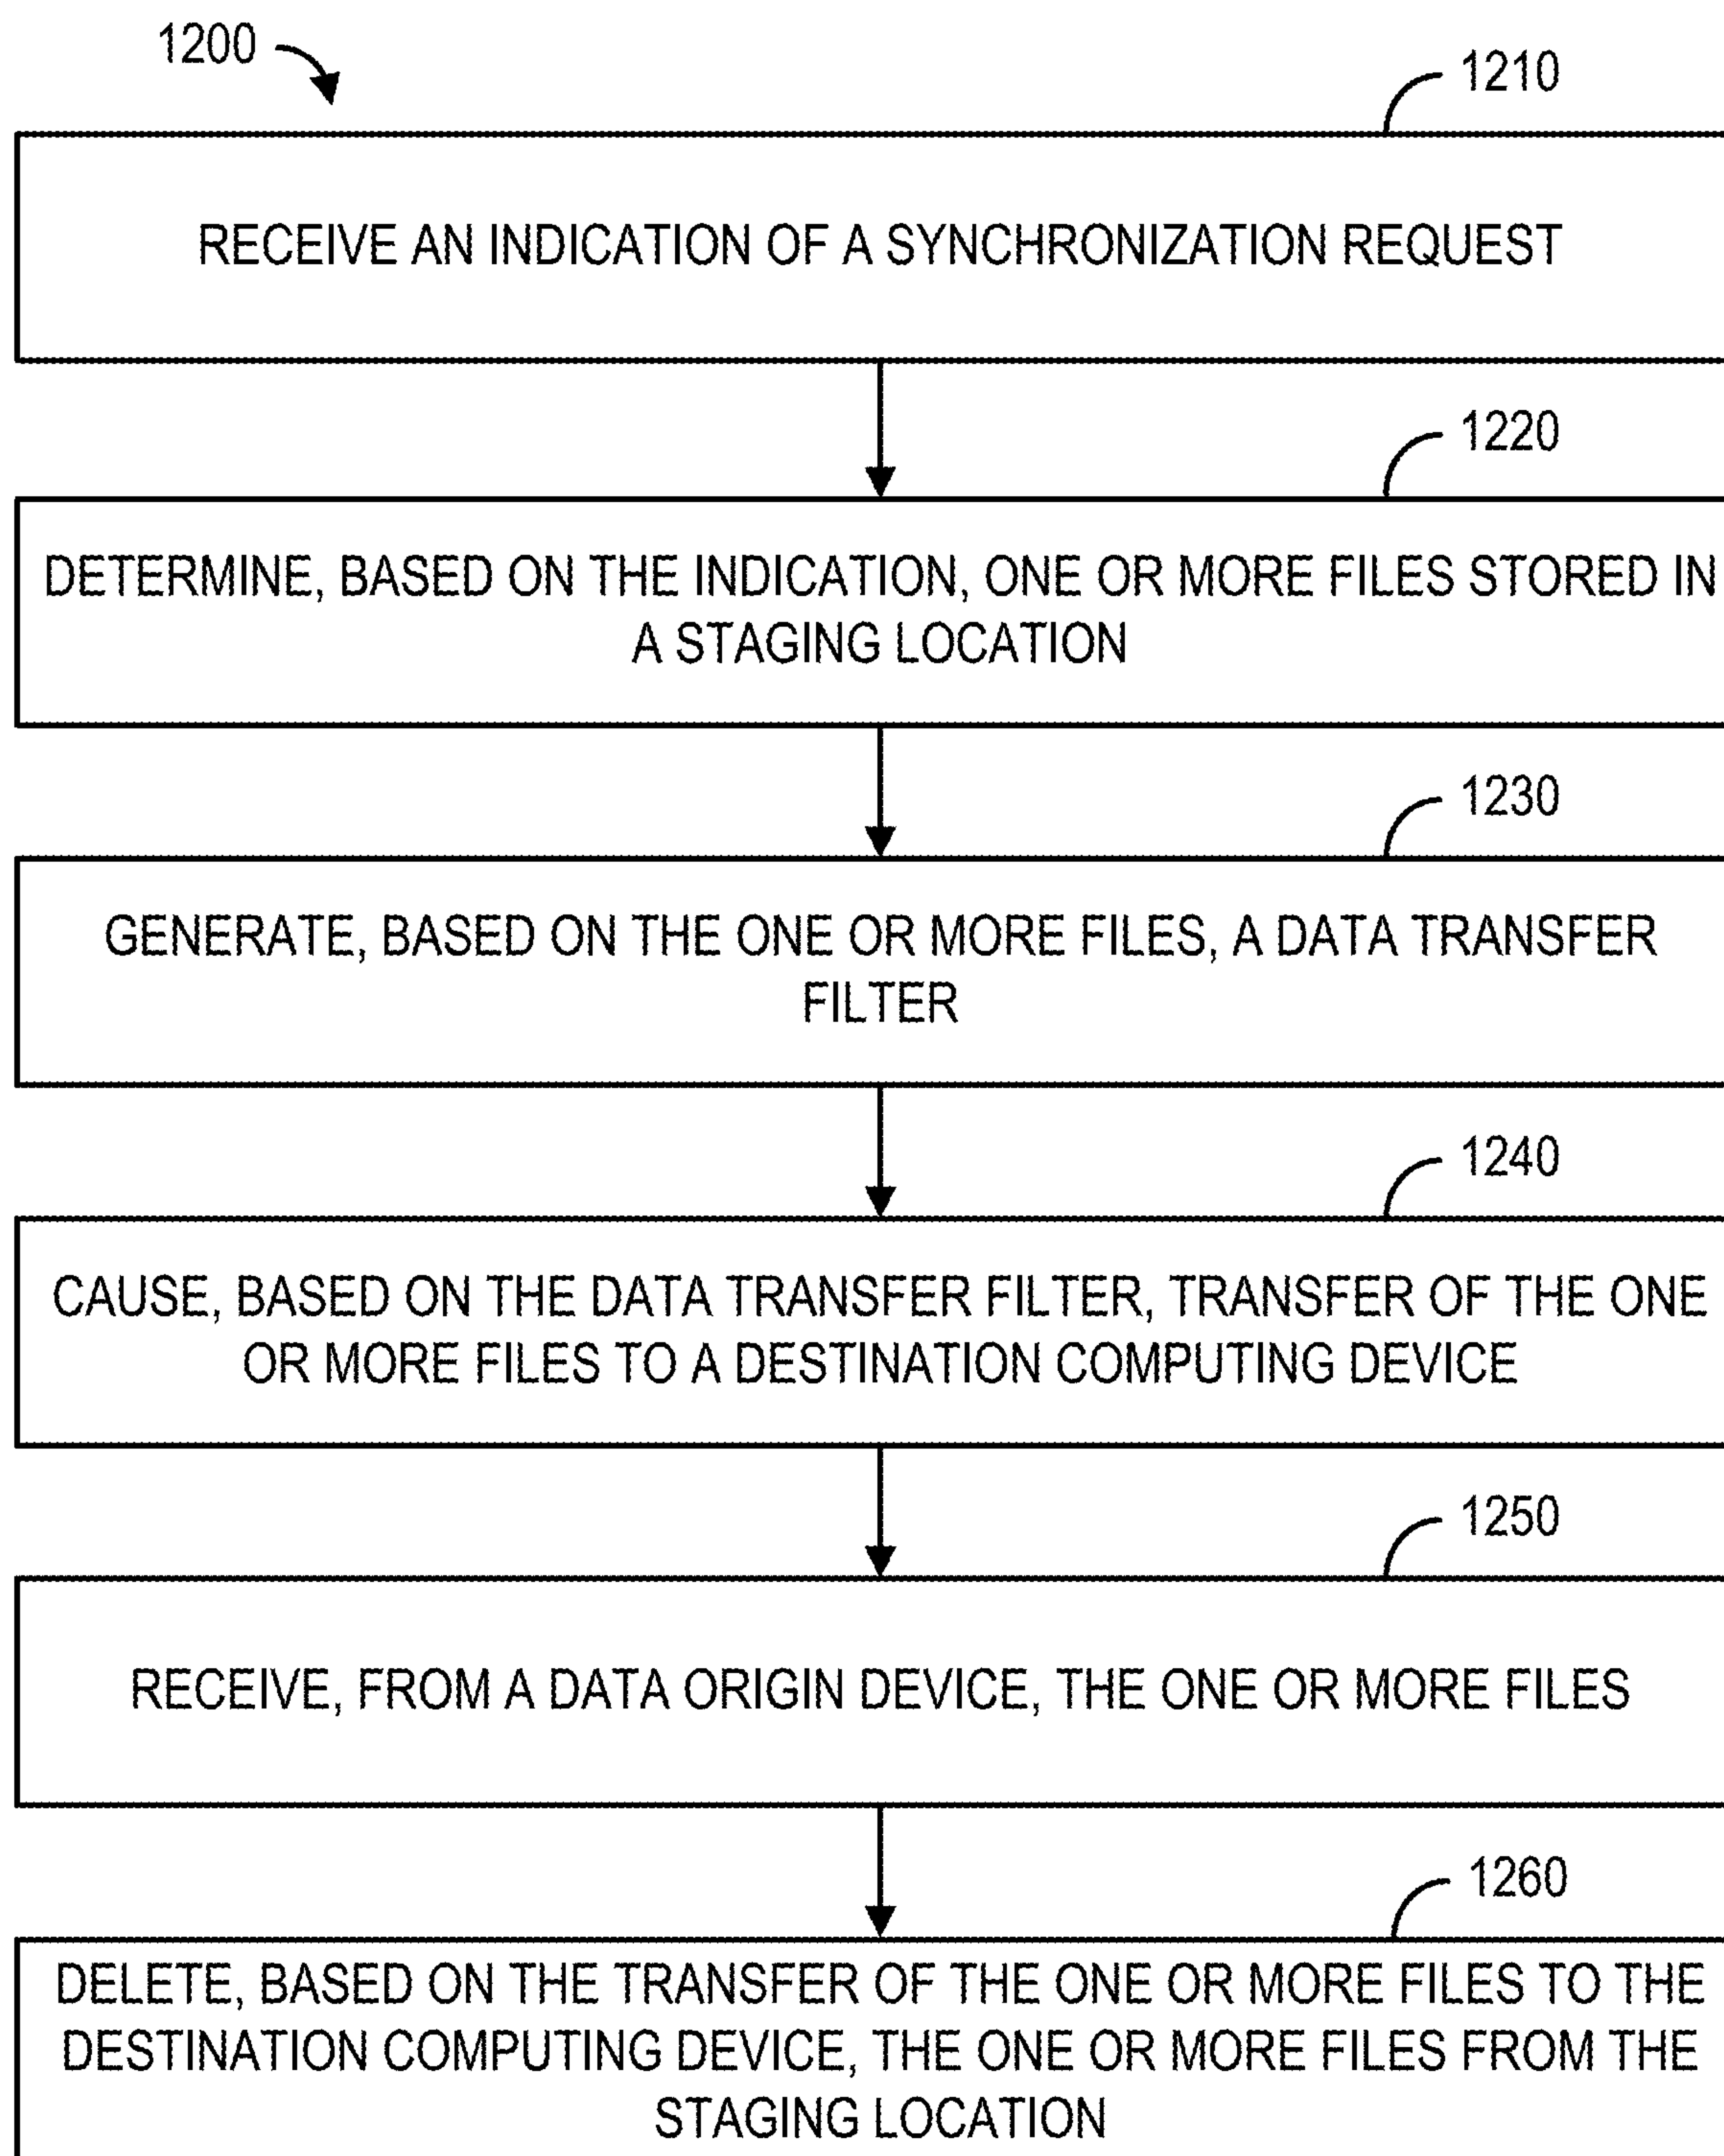 1200
1210
RECEIVE AN INDICATION OF A SYNCHRONIZATION REQUEST
1220
DETERMINE, BASED ON THE INDICATION, ONE OR MORE FILES STORED IN
A STAGING LOCATION
1230
GENERATE, BASED ON THE ONE OR MORE FILES, A DATA TRANSFER
FILTER
1240
CAUSE, BASED ON THE DATA TRANSFER FILTER, TRANSFER OF THE ONE
OR MORE FILES TO A DESTINATION COMPUTING DEVICE
1250
RECEIVE, FROM A DATA ORIGIN DEVICE, THE ONE OR MORE FILES
1260
DELETE, BASED ON THE TRANSFER OF THE ONE OR MORE FILES TO THE
DESTINATION COMPUTING DEVICE, THE ONE OR MORE FILES FROM THE
STAGING LOCATION